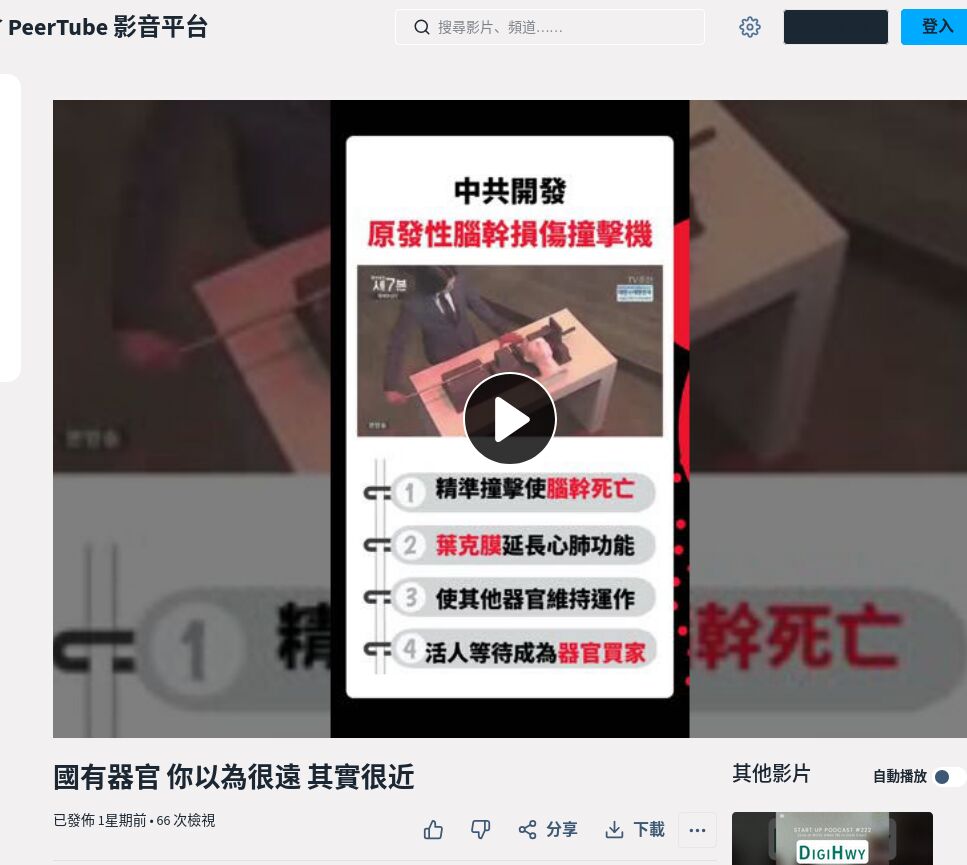 PeerTube 影音平台
搜尋影片、頻道……
登入
中共開發
原發性腦幹損傷撞擊機
세7본
1 精準撞擊使腦幹死亡
2 葉克膜延長心肺功能
3 使其他器官維持運作
4 活人等待成為器官買家
1 精
幹死亡
國有器官 你以為很遠 其實很近
已發佈 1星期前 • 66 次檢視
分享
下載
其他影片
自動播放
START UP PODCAST #222
DIGIHWY